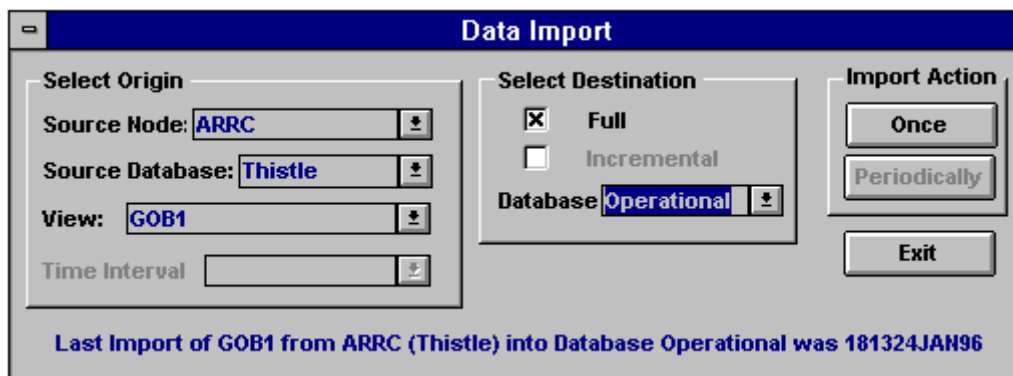 Data Import
Select Origin
Source Node: ARRC
Source Database: Thistle
View: GOB1
Time Interval
Select Destination
Full
Incremental
Database Operational
Import Action
Once
Periodically
Exit
Last Import of GOB1 from ARRC (Thistle) into Database Operational was 181324JAN96